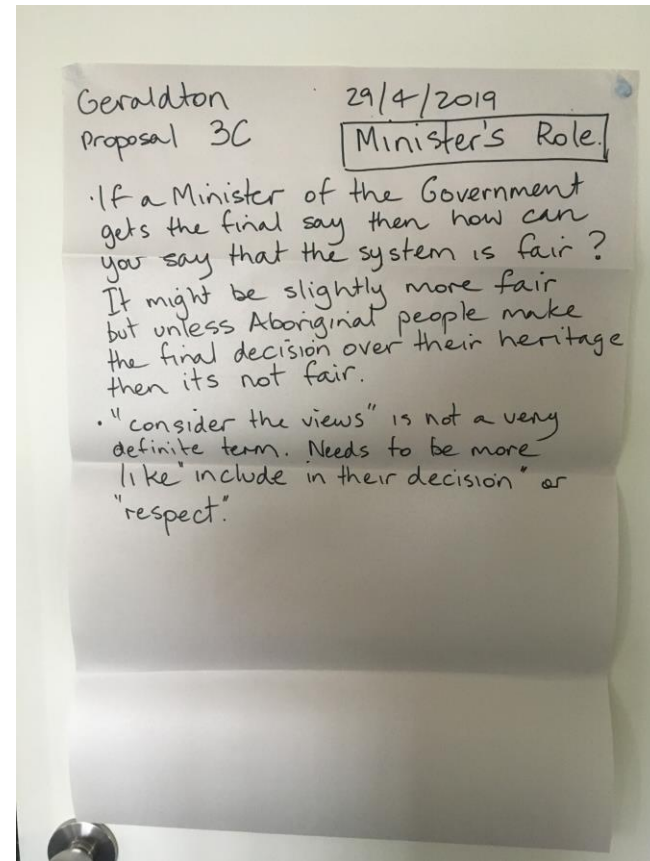 Geraldton 29/4/2019
Proposal 3C Minister's Role.
·If a Minister of the Government
gets the final say then how can
you say that the system is fair?
It might be slightly more fair
but unless Aboriginal people make
the final decision over their heritage
then its not fair.
· "consider the views" is not a very
definite term. Needs to be more
like "include in their decision" or
"respect".